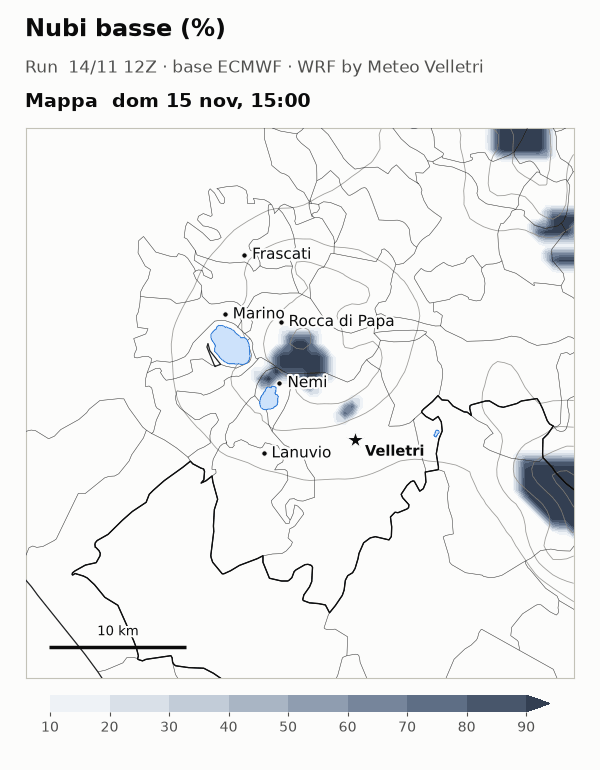 Nubi basse (%)
Run  14/11 12Z · base ECMWF · WRF by Meteo Velletri
Mappa  dom 15 nov, 15:00
Frascati
Marino
Rocca di Papa
Nemi
Velletri
Lanuvio
10 km
10 20 30 40 50 60 70 80 90